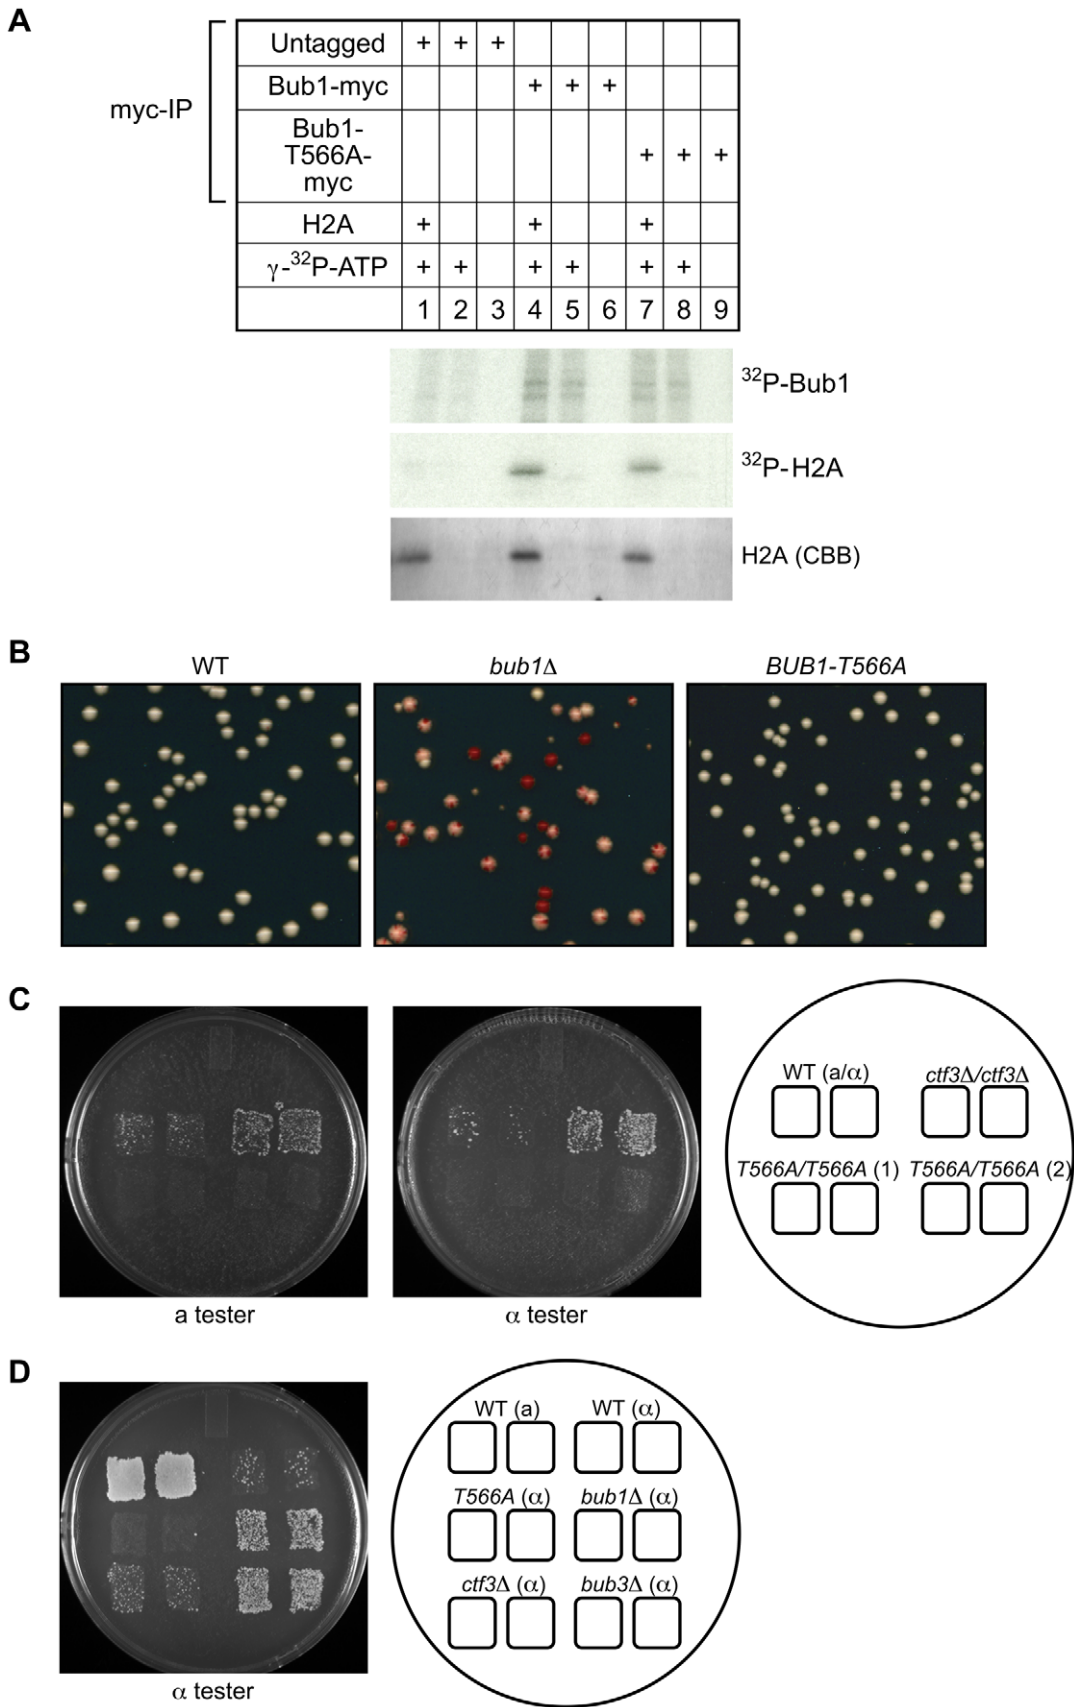 A
myc-IP
Untagged + + +
Bub1-myc + + +
Bub1-
T566A-
myc
+ + +
H2A + + +
γ-³²P-ATP + + + + + +
1 2 3 4 5 6 7 8 9
³²P-Bub1
³²P-H2A
H2A (CBB)
B
WT bub1Δ BUB1-T566A
C
WT (a/α) ctf3Δ/ctf3Δ
T566A/T566A (1) T566A/T566A (2)
a tester α tester
D
WT (a) WT (α)
T566A (α) bub1Δ (α)
ctf3Δ (α) bub3Δ (α)
α tester